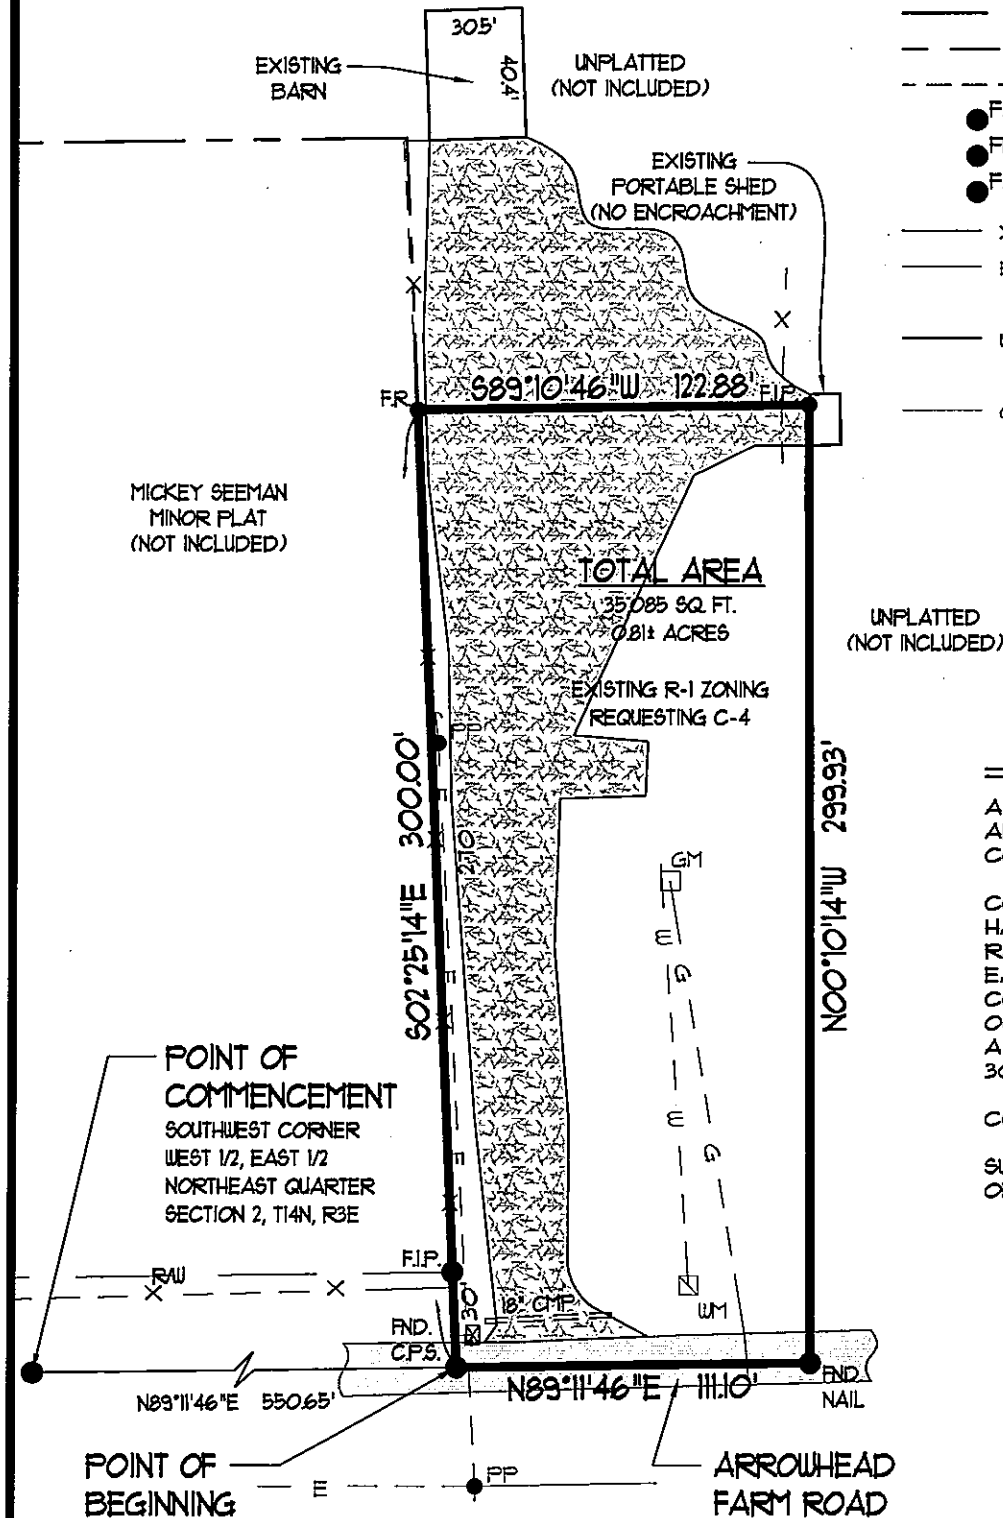 30.5'
40.4'
EXISTING
BARN
UNPLATTED
(NOT INCLUDED)
EXISTING
PORTABLE SHED
(NO ENCROACHMENT)
X
X
S89°10'46"W 122.88'
F.R.
F.I.P.
MICKEY SEEMAN
MINOR PLAT
(NOT INCLUDED)
TOTAL AREA
35,085 SQ. FT.
0.81± ACRES
UNPLATTED
(NOT INCLUDED)
EXISTING R-1 ZONING
REQUESTING C-4
PP
E
S02°25'14"E 300.00'
270'
N00°10'14"W 299.93'
GM
E
G
E
G
WM
E
E
POINT OF
COMMENCEMENT
SOUTHWEST CORNER
WEST 1/2, EAST 1/2
NORTHEAST QUARTER
SECTION 2, T14N, R3E
F.I.P.
R/W
X
X
30'
18" CMP
FND.
C.P.S.
N89°11'46"E 550.65'
N89°11'46"E 111.10'
FND
NAIL
POINT OF
BEGINNING
E
PP
ARROWHEAD
FARM ROAD